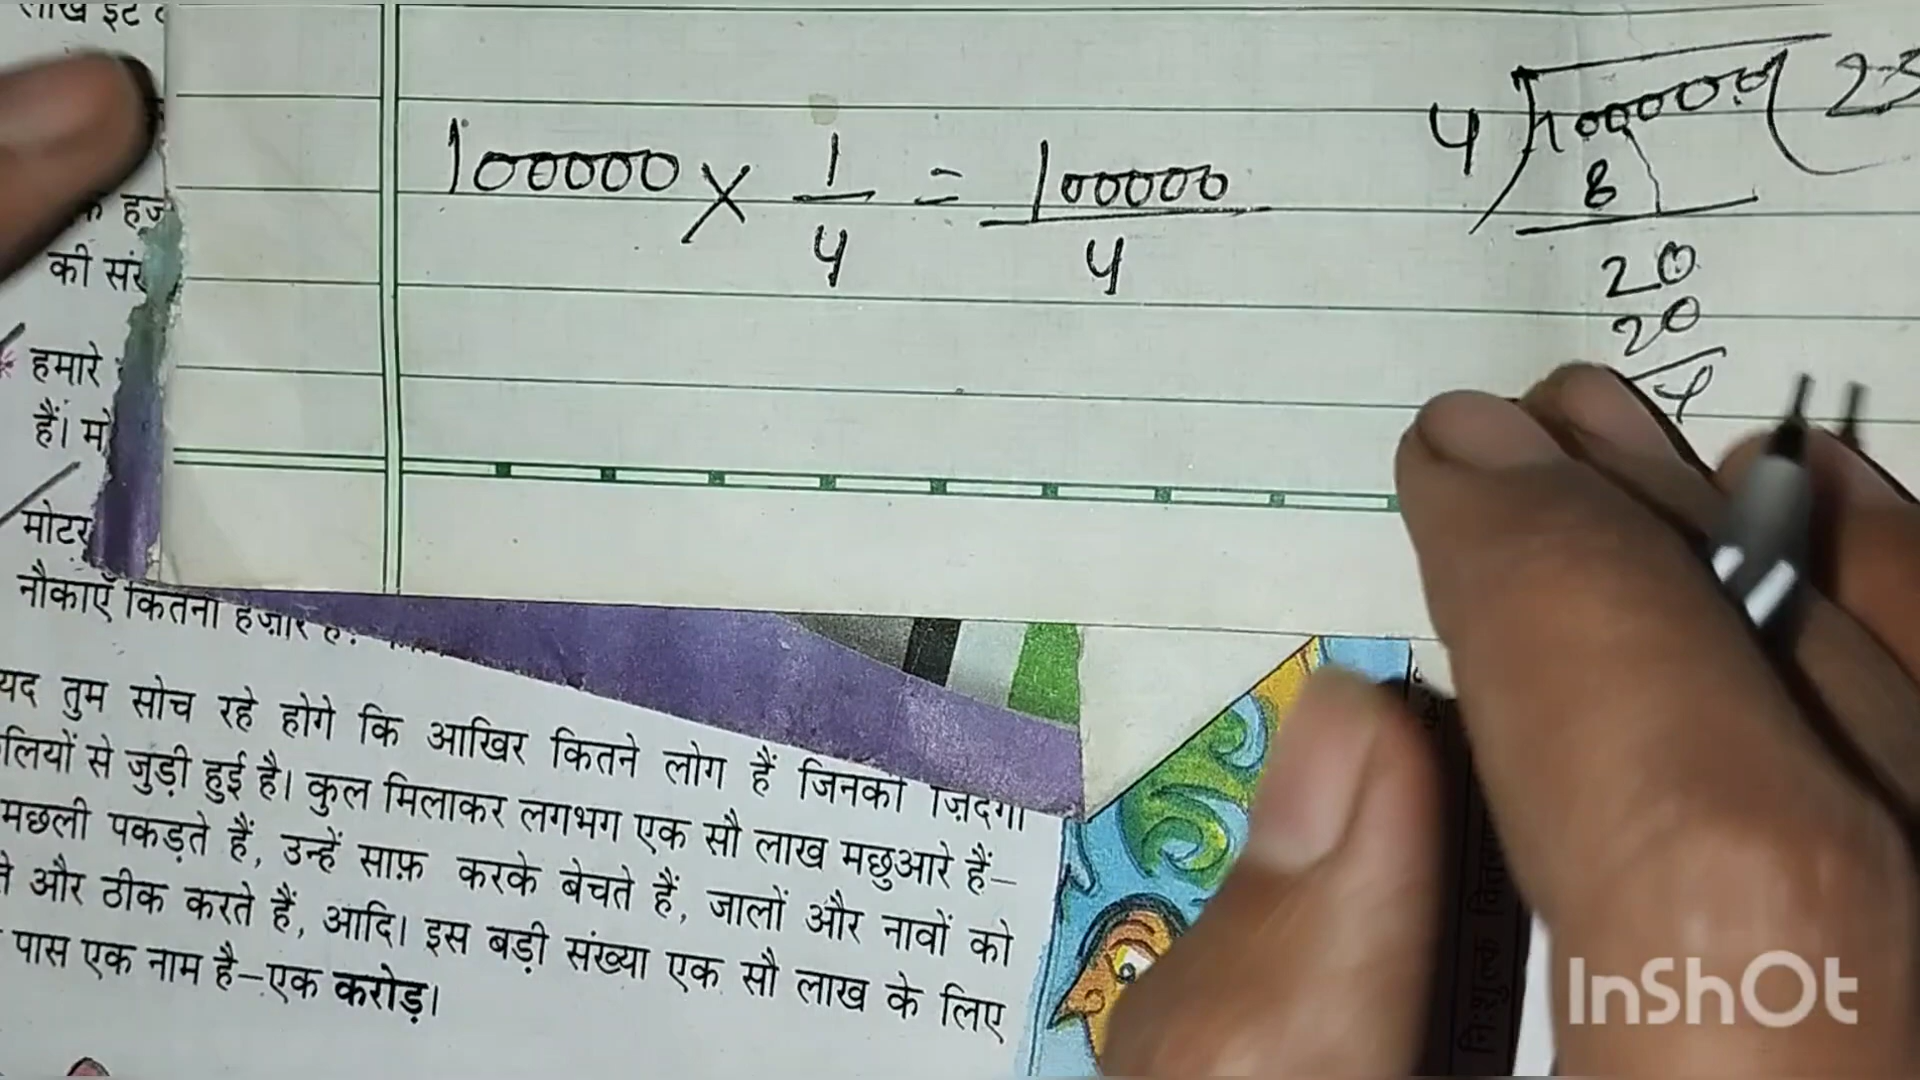 100000 × 1/4 = 100000/4
4 100000 25
8
20
20
की
हमारे
हैं।
नौकाएँ कितना हज़ार
तुम सोच रहे होगे कि आखिर कितने लोग हैं जिनकी ज़िंदगी
से जुड़ी हुई है। कुल मिलाकर लगभग एक सौ लाख मछुआरे हैं–
मछली पकड़ते हैं, उन्हें साफ़ करके बेचते हैं, जालों और नावों को
और ठीक करते हैं, आदि। इस बड़ी संख्या एक सौ लाख के लिए
पास एक नाम है–एक करोड़।
InShOt